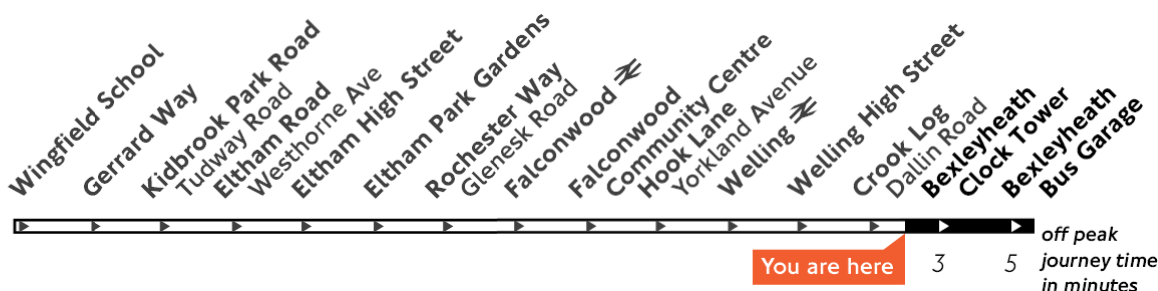 Wingfield School
Gerrard Way
Kidbrook Park Road
Tudway Road
Eltham Road
Westhorne Ave
Eltham High Street
Eltham Park Gardens
Rochester Way
Glenesk Road
Falconwood
Falconwood
Community Centre
Hook Lane
Yorkland Avenue
Welling
Welling High Street
Crook Log
Dallin Road
Bexleyheath
Clock Tower
Bexleyheath
Bus Garage
You are here
3
5
off peak
journey time
in minutes